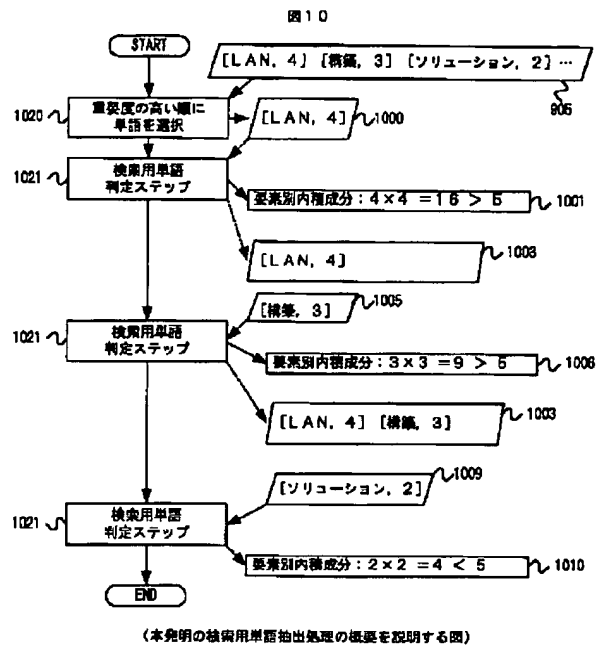 図10
START
[LAN, 4] [構築, 3] [ソリューション, 2] …
906
1020
重要度の高い順に
単語を選択
[LAN, 4]
1000
1021
検索用単語
判定ステップ
要素別内積成分：4×4 ＝16 ＞ 5
1001
[LAN, 4]
1003
[構築, 3]
1005
1021
検索用単語
判定ステップ
要素別内積成分：3×3 ＝9 ＞ 5
1006
[LAN, 4] [構築, 3]
1003
[ソリューション, 2]
1009
1021
検索用単語
判定ステップ
要素別内積成分：2×2 ＝4 ＜ 5
1010
END
(本発明の検索用単語抽出処理の概要を説明する図)